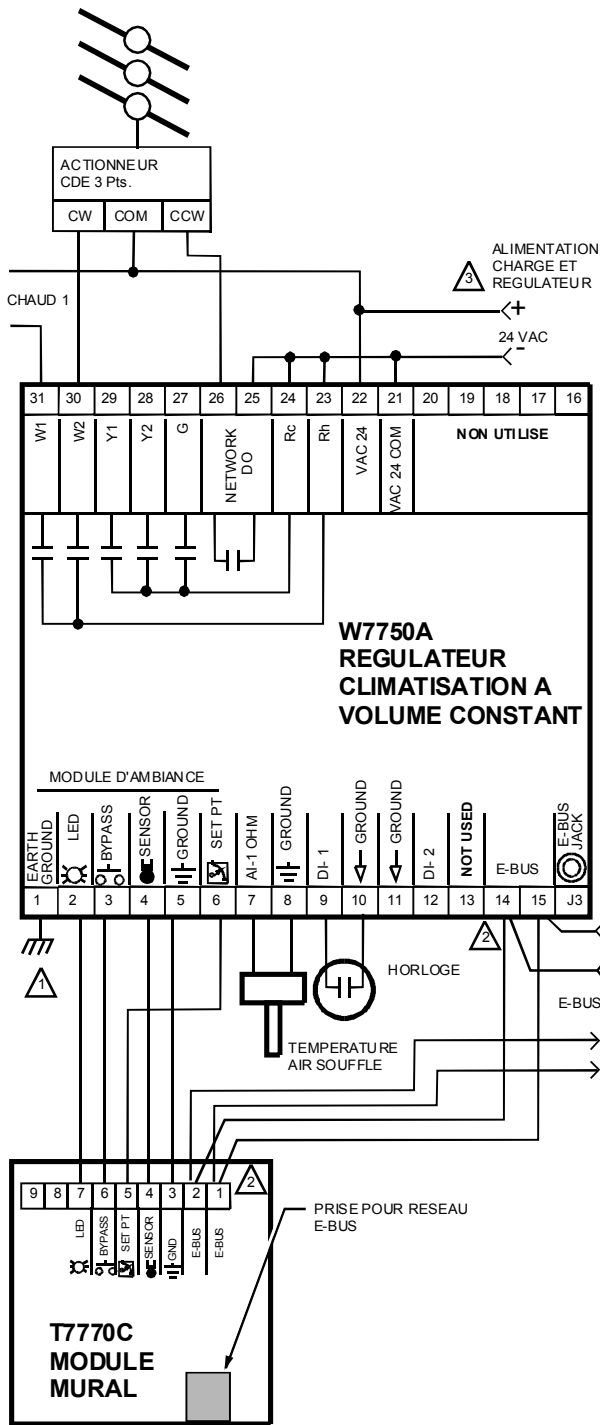 ACTIONNEUR
CDE 3 Pts.
CW COM CCW
ALIMENTATION
CHARGE ET
REGULATEUR
3
CHAUD 1
+
24 VAC
-
31 30 29 28 27 26 25 24 23 22 21 20 19 18 17 16
W1 W2 Y1 Y2 G NETWORK DO Rc Rh VAC 24 VAC 24 COM NON UTILISE
W7750A
REGULATEUR
CLIMATISATION A
VOLUME CONSTANT
MODULE D'AMBIANCE
EARTH GROUND LED BYPASS SENSOR GROUND SET PT AI-1 OHM GROUND DI- 1 GROUND GROUND DI- 2 NOT USED E-BUS E-BUS JACK
1 2 3 4 5 6 7 8 9 10 11 12 13 14 15 J3
1
2
HORLOGE
E-BUS
TEMPERATURE
AIR SOUFFLE
9 8 7 6 5 4 3 2 1
2
LED BYPASS SET PT SENSOR GND E-BUS E-BUS
PRISE POUR RESEAU
E-BUS
T7770C
MODULE
MURAL